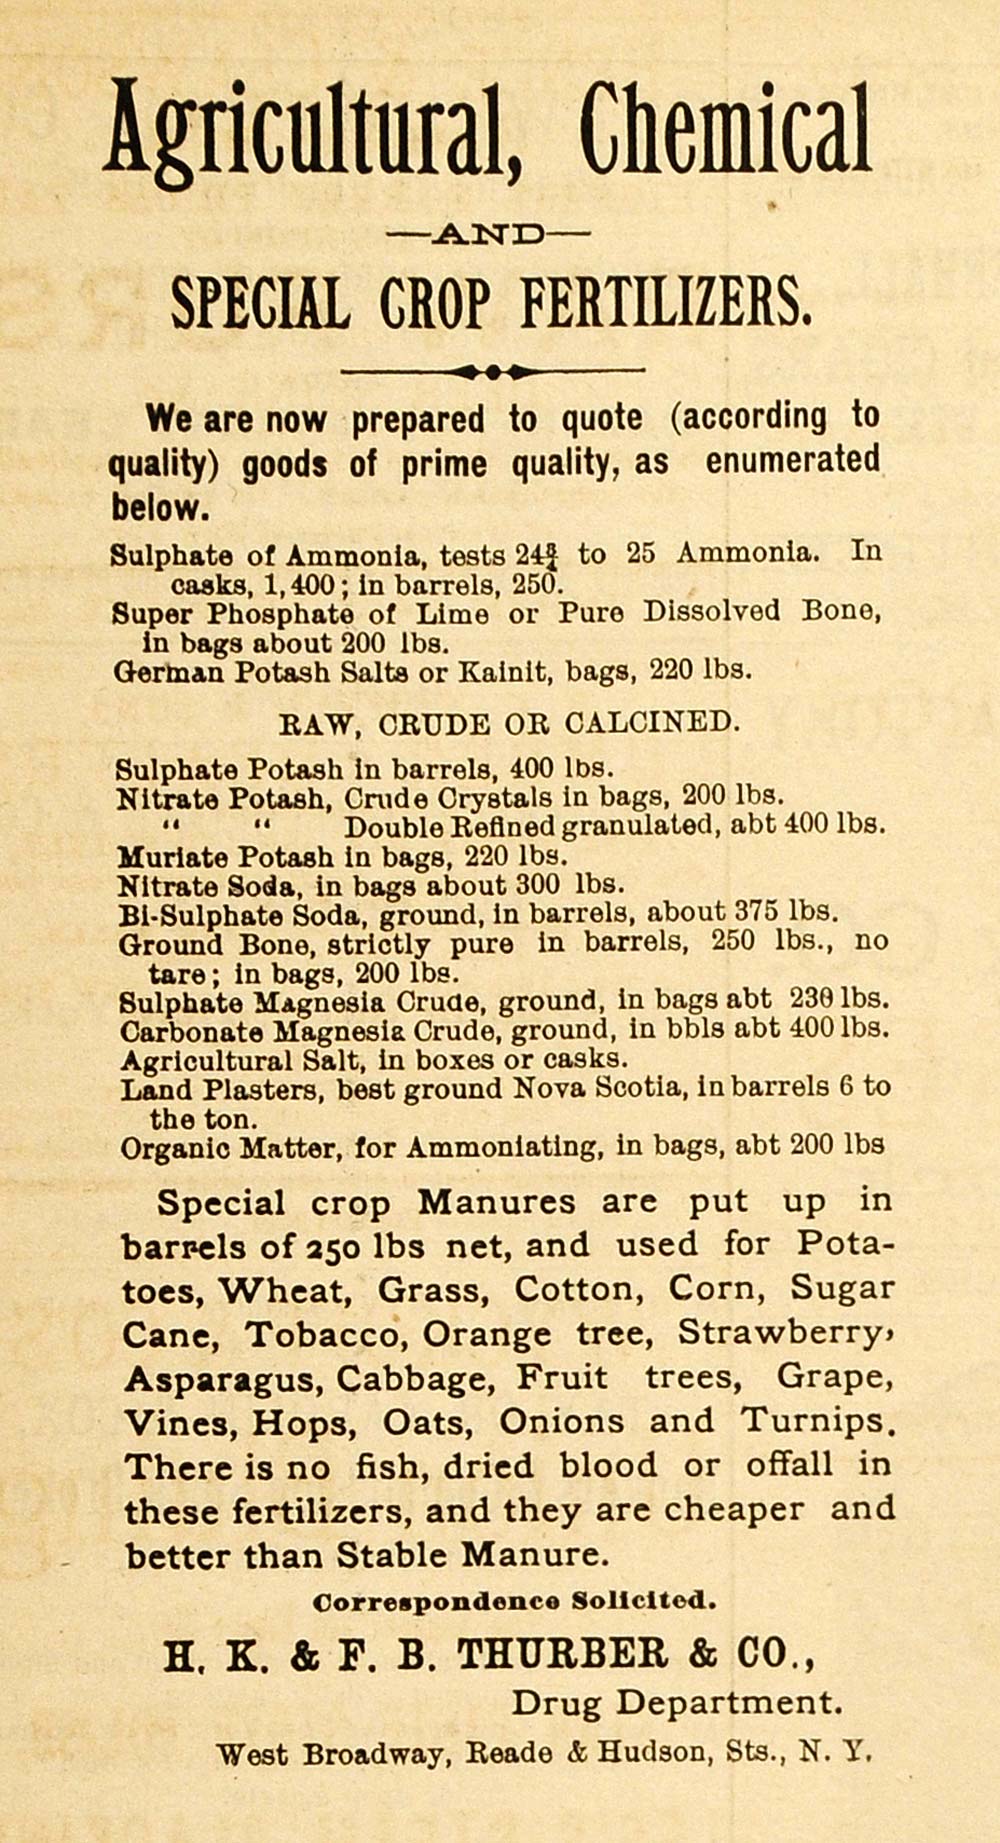 Agricultural, Chemical
—AND—
SPECIAL CROP FERTILIZERS.
We are now prepared to quote (according to
quality) goods of prime quality, as enumerated
below.
Sulphate of Ammonia, tests 24¾ to 25 Ammonia. In
casks, 1,400; in barrels, 250.
Super Phosphate of Lime or Pure Dissolved Bone,
in bags about 200 lbs.
German Potash Salts or Kainit, bags, 220 lbs.
RAW, CRUDE OR CALCINED.
Sulphate Potash in barrels, 400 lbs.
Nitrate Potash, Crude Crystals in bags, 200 lbs.
“ “ Double Refined granulated, abt 400 lbs.
Muriate Potash in bags, 220 lbs.
Nitrate Soda, in bags about 300 lbs.
Bi-Sulphate Soda, ground, in barrels, about 375 lbs.
Ground Bone, strictly pure in barrels, 250 lbs., no
tare; in bags, 200 lbs.
Sulphate Magnesia Crude, ground, in bags abt 230 lbs.
Carbonate Magnesia Crude, ground, in bbls abt 400 lbs.
Agricultural Salt, in boxes or casks.
Land Plasters, best ground Nova Scotia, in barrels 6 to
the ton.
Organic Matter, for Ammoniating, in bags, abt 200 lbs
Special crop Manures are put up in
barrels of 250 lbs net, and used for Pota-
toes, Wheat, Grass, Cotton, Corn, Sugar
Cane, Tobacco, Orange tree, Strawberry,
Asparagus, Cabbage, Fruit trees, Grape,
Vines, Hops, Oats, Onions and Turnips.
There is no fish, dried blood or offall in
these fertilizers, and they are cheaper and
better than Stable Manure.
Correspondence Solicited.
H. K. & F. B. THURBER & CO.,
Drug Department.
West Broadway, Reade & Hudson, Sts., N. Y.